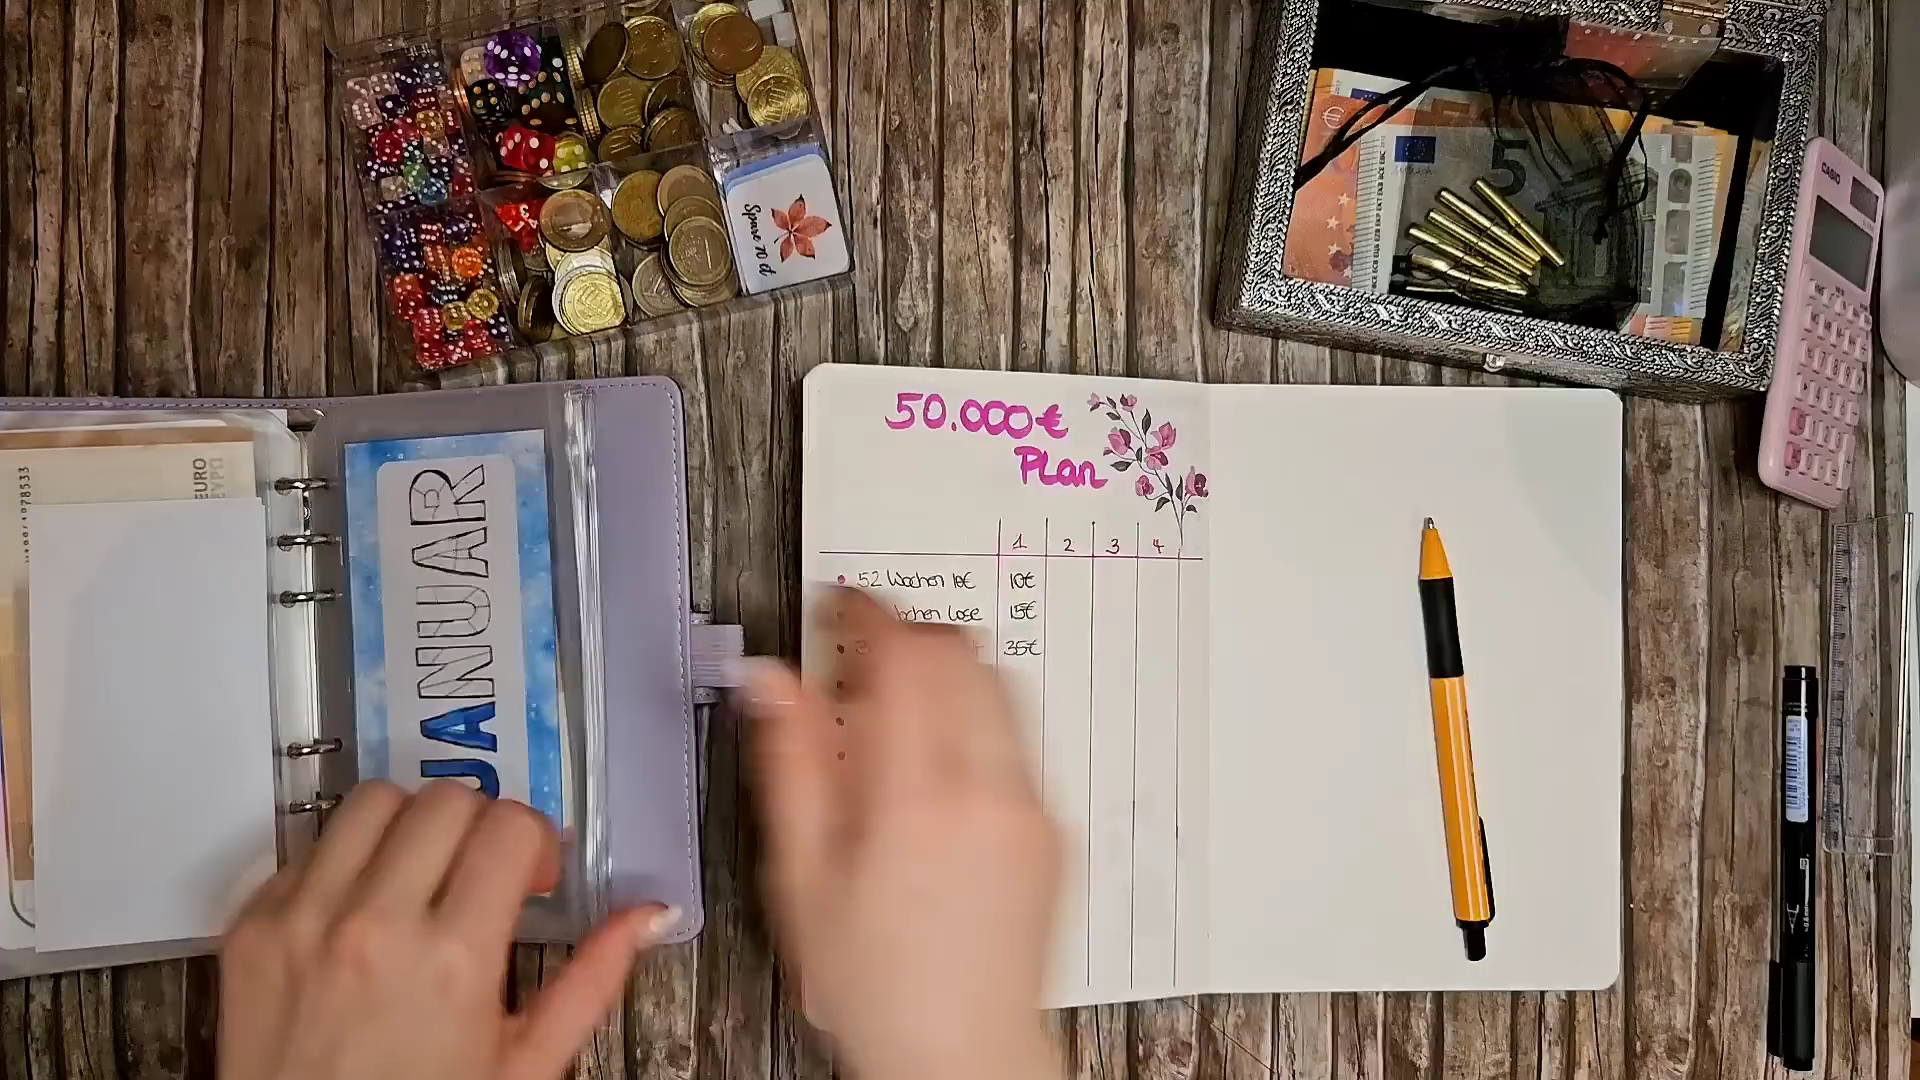 Spare 70 ct
CASIO
5
EURO
JANUAR
50.000€
Plan
1 2 3 4
52 Wochen 10€ 10€
Lose 15€
35€